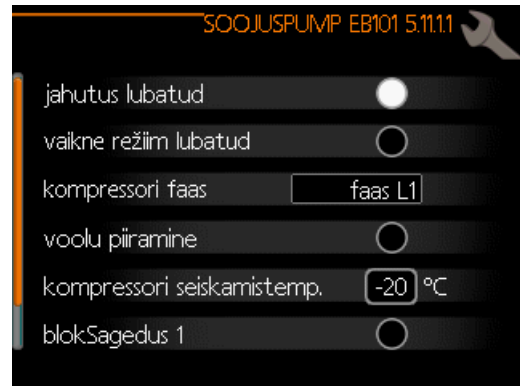 SOOJUSPUMP EB101 5.11.1.1
jahutus lubatud
vaikne režiim lubatud
kompressori faas faas L1
voolu piiramine
kompressori seiskamistemp. -20 °C
blokSagedus 1